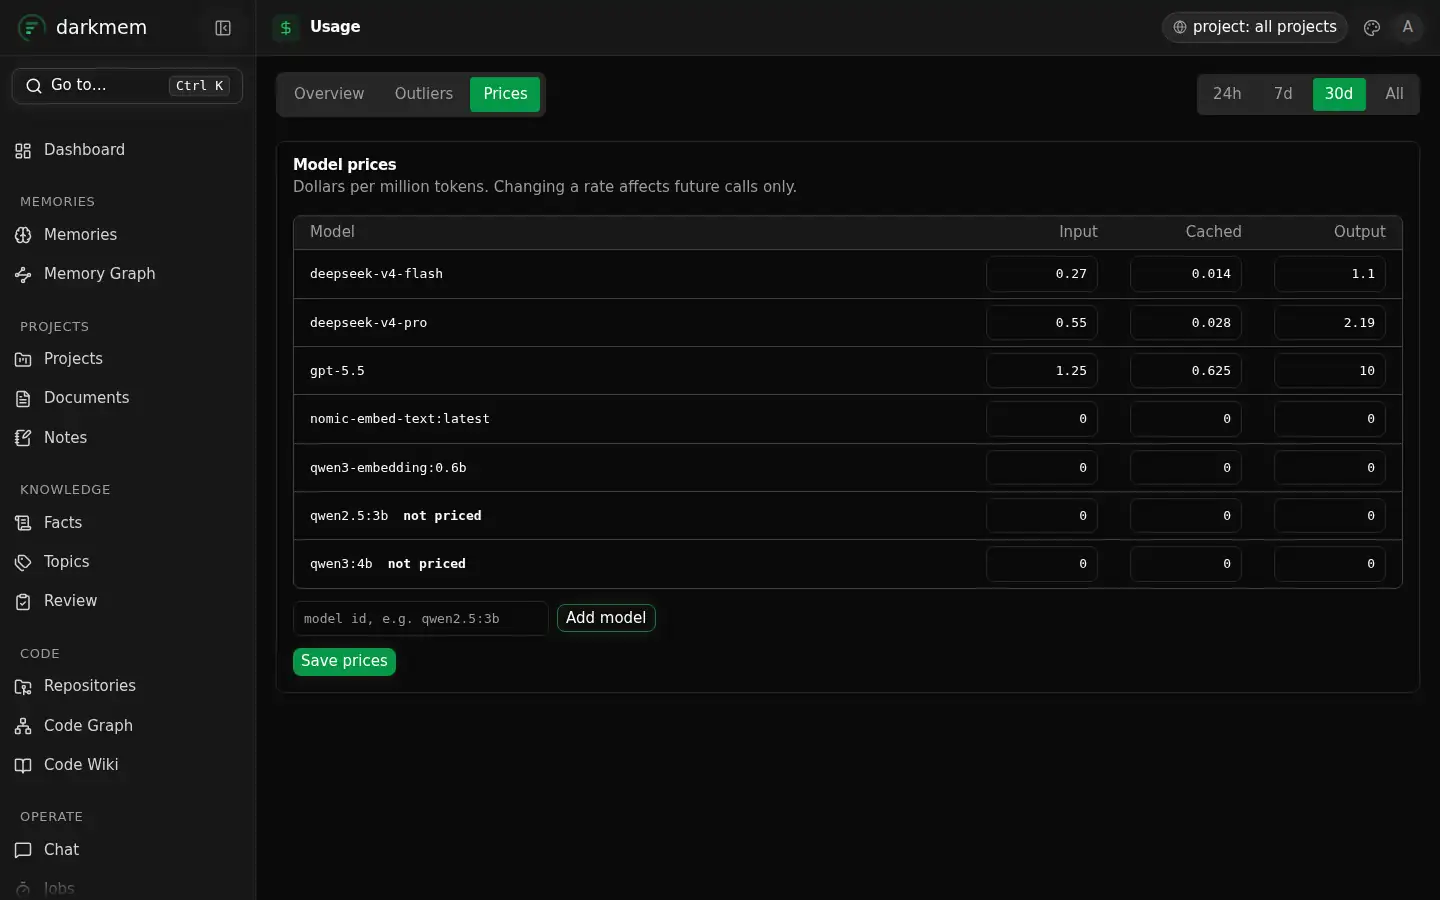 darkmem
Go to...
Ctrl K
Dashboard
MEMORIES
Memories
Memory Graph
PROJECTS
Projects
Documents
Notes
KNOWLEDGE
Facts
Topics
Review
CODE
Repositories
Code Graph
Code Wiki
OPERATE
Chat
Jobs
$ Usage
project: all projects
A
Overview Outliers Prices
24h 7d 30d All
Model prices
Dollars per million tokens. Changing a rate affects future calls only.
Model Input Cached Output
deepseek-v4-flash 0.27 0.014 1.1
deepseek-v4-pro 0.55 0.028 2.19
gpt-5.5 1.25 0.625 10
nomic-embed-text:latest 0 0 0
qwen3-embedding:0.6b 0 0 0
qwen2.5:3b not priced 0 0 0
qwen3:4b not priced 0 0 0
model id, e.g. qwen2.5:3b Add model
Save prices